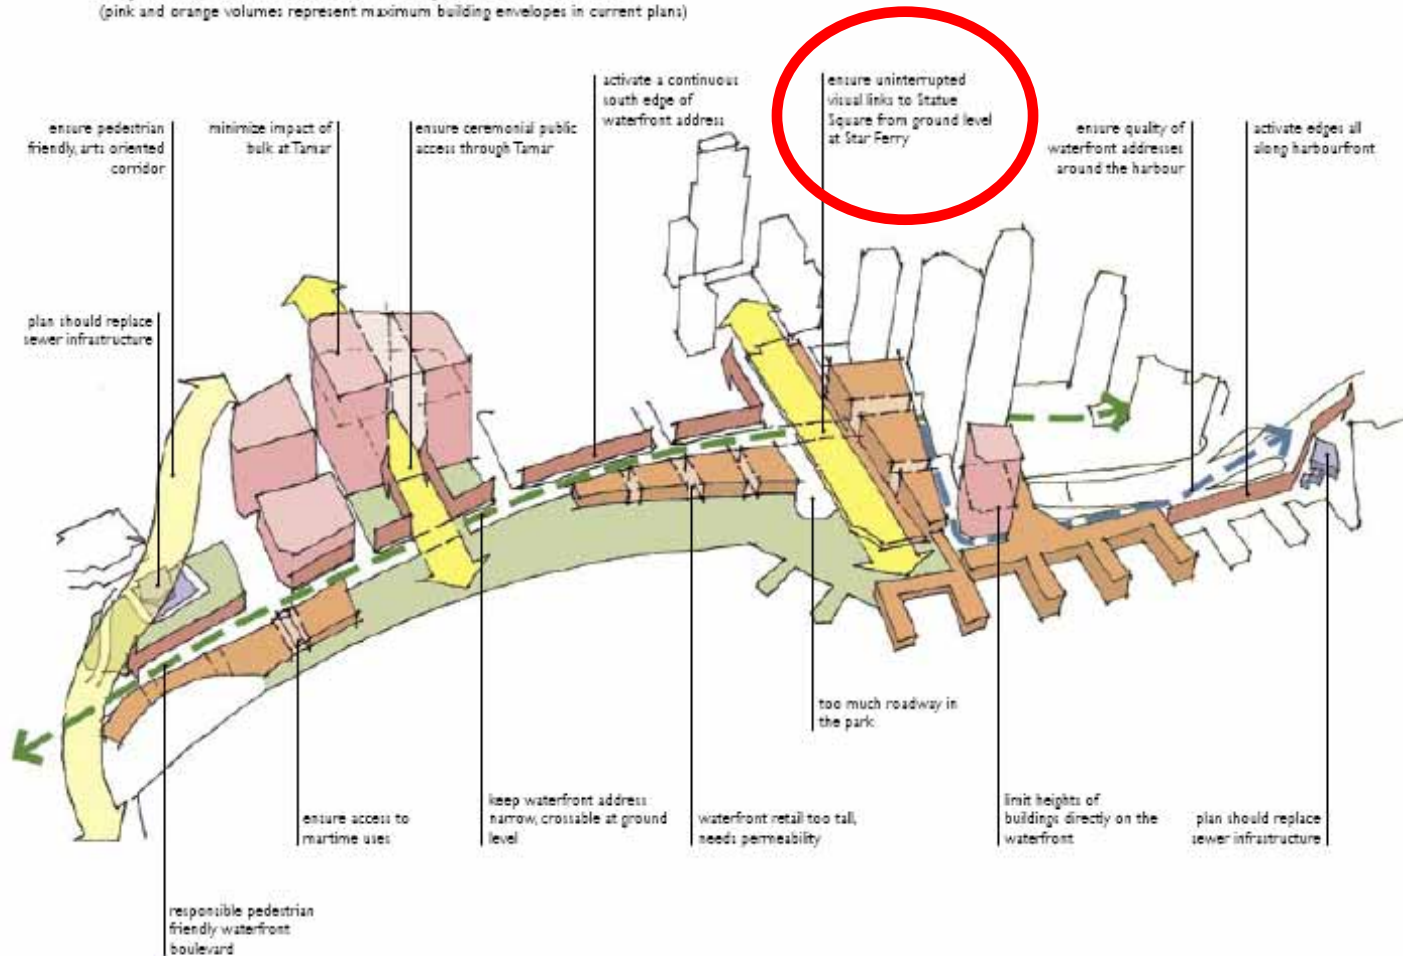 (pink and orange volumes represent maximum building envelopes in current plans)
ensure pedestrian
friendly, arts oriented
corridor
minimize impact of
bulk at Tamar
ensure ceremonial public
access through Tamar
activate a continuous
south edge of
waterfront address
ensure uninterrupted
visual links to Statue
Square from ground level
at Star Ferry
ensure quality of
waterfront addresses
around the harbour
activate edges all
along harbourfront
plan should replace
sewer infrastructure
too much roadway in
the park
ensure access to
martime uses
keep waterfront address
narrow, crossable at ground
level
waterfront retail too tall,
needs permeability
limit heights of
buildings directly on the
waterfront
plan should replace
sewer infrastructure
responsible pedestrian
friendly waterfront
boulevard